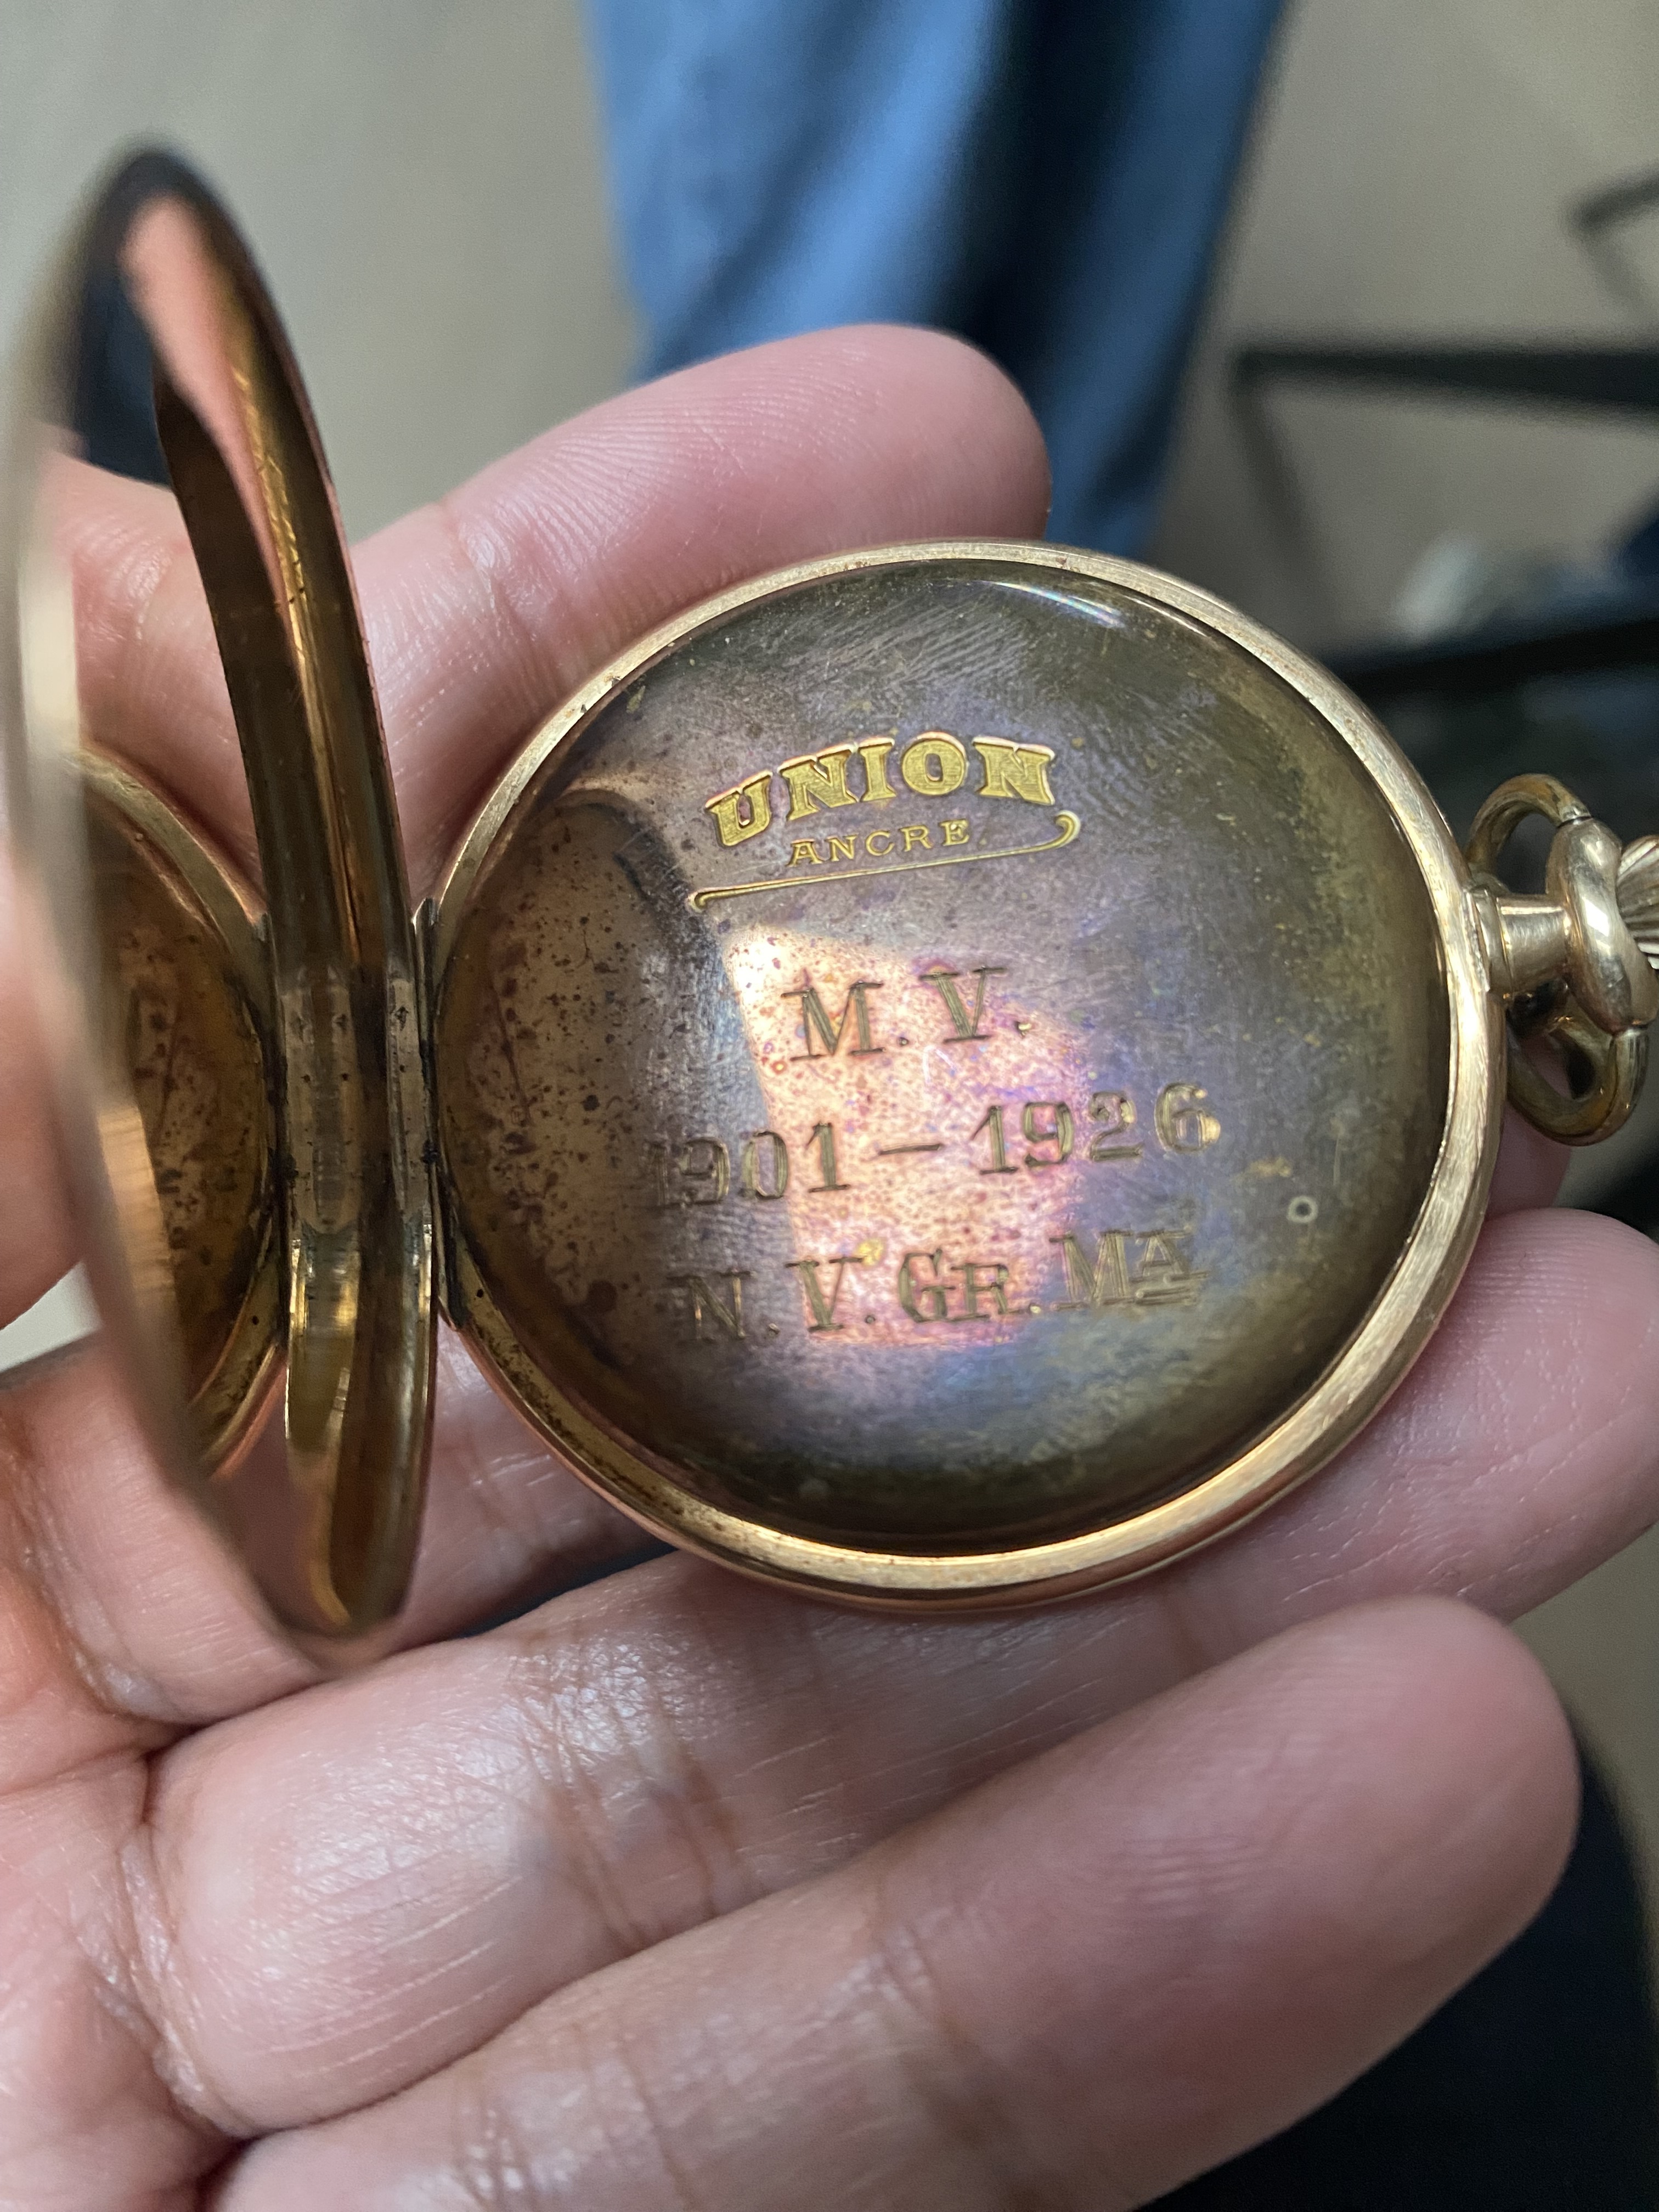 UNION
ANCRE.
M. V.
1901 – 1926
N. V. GR. MA